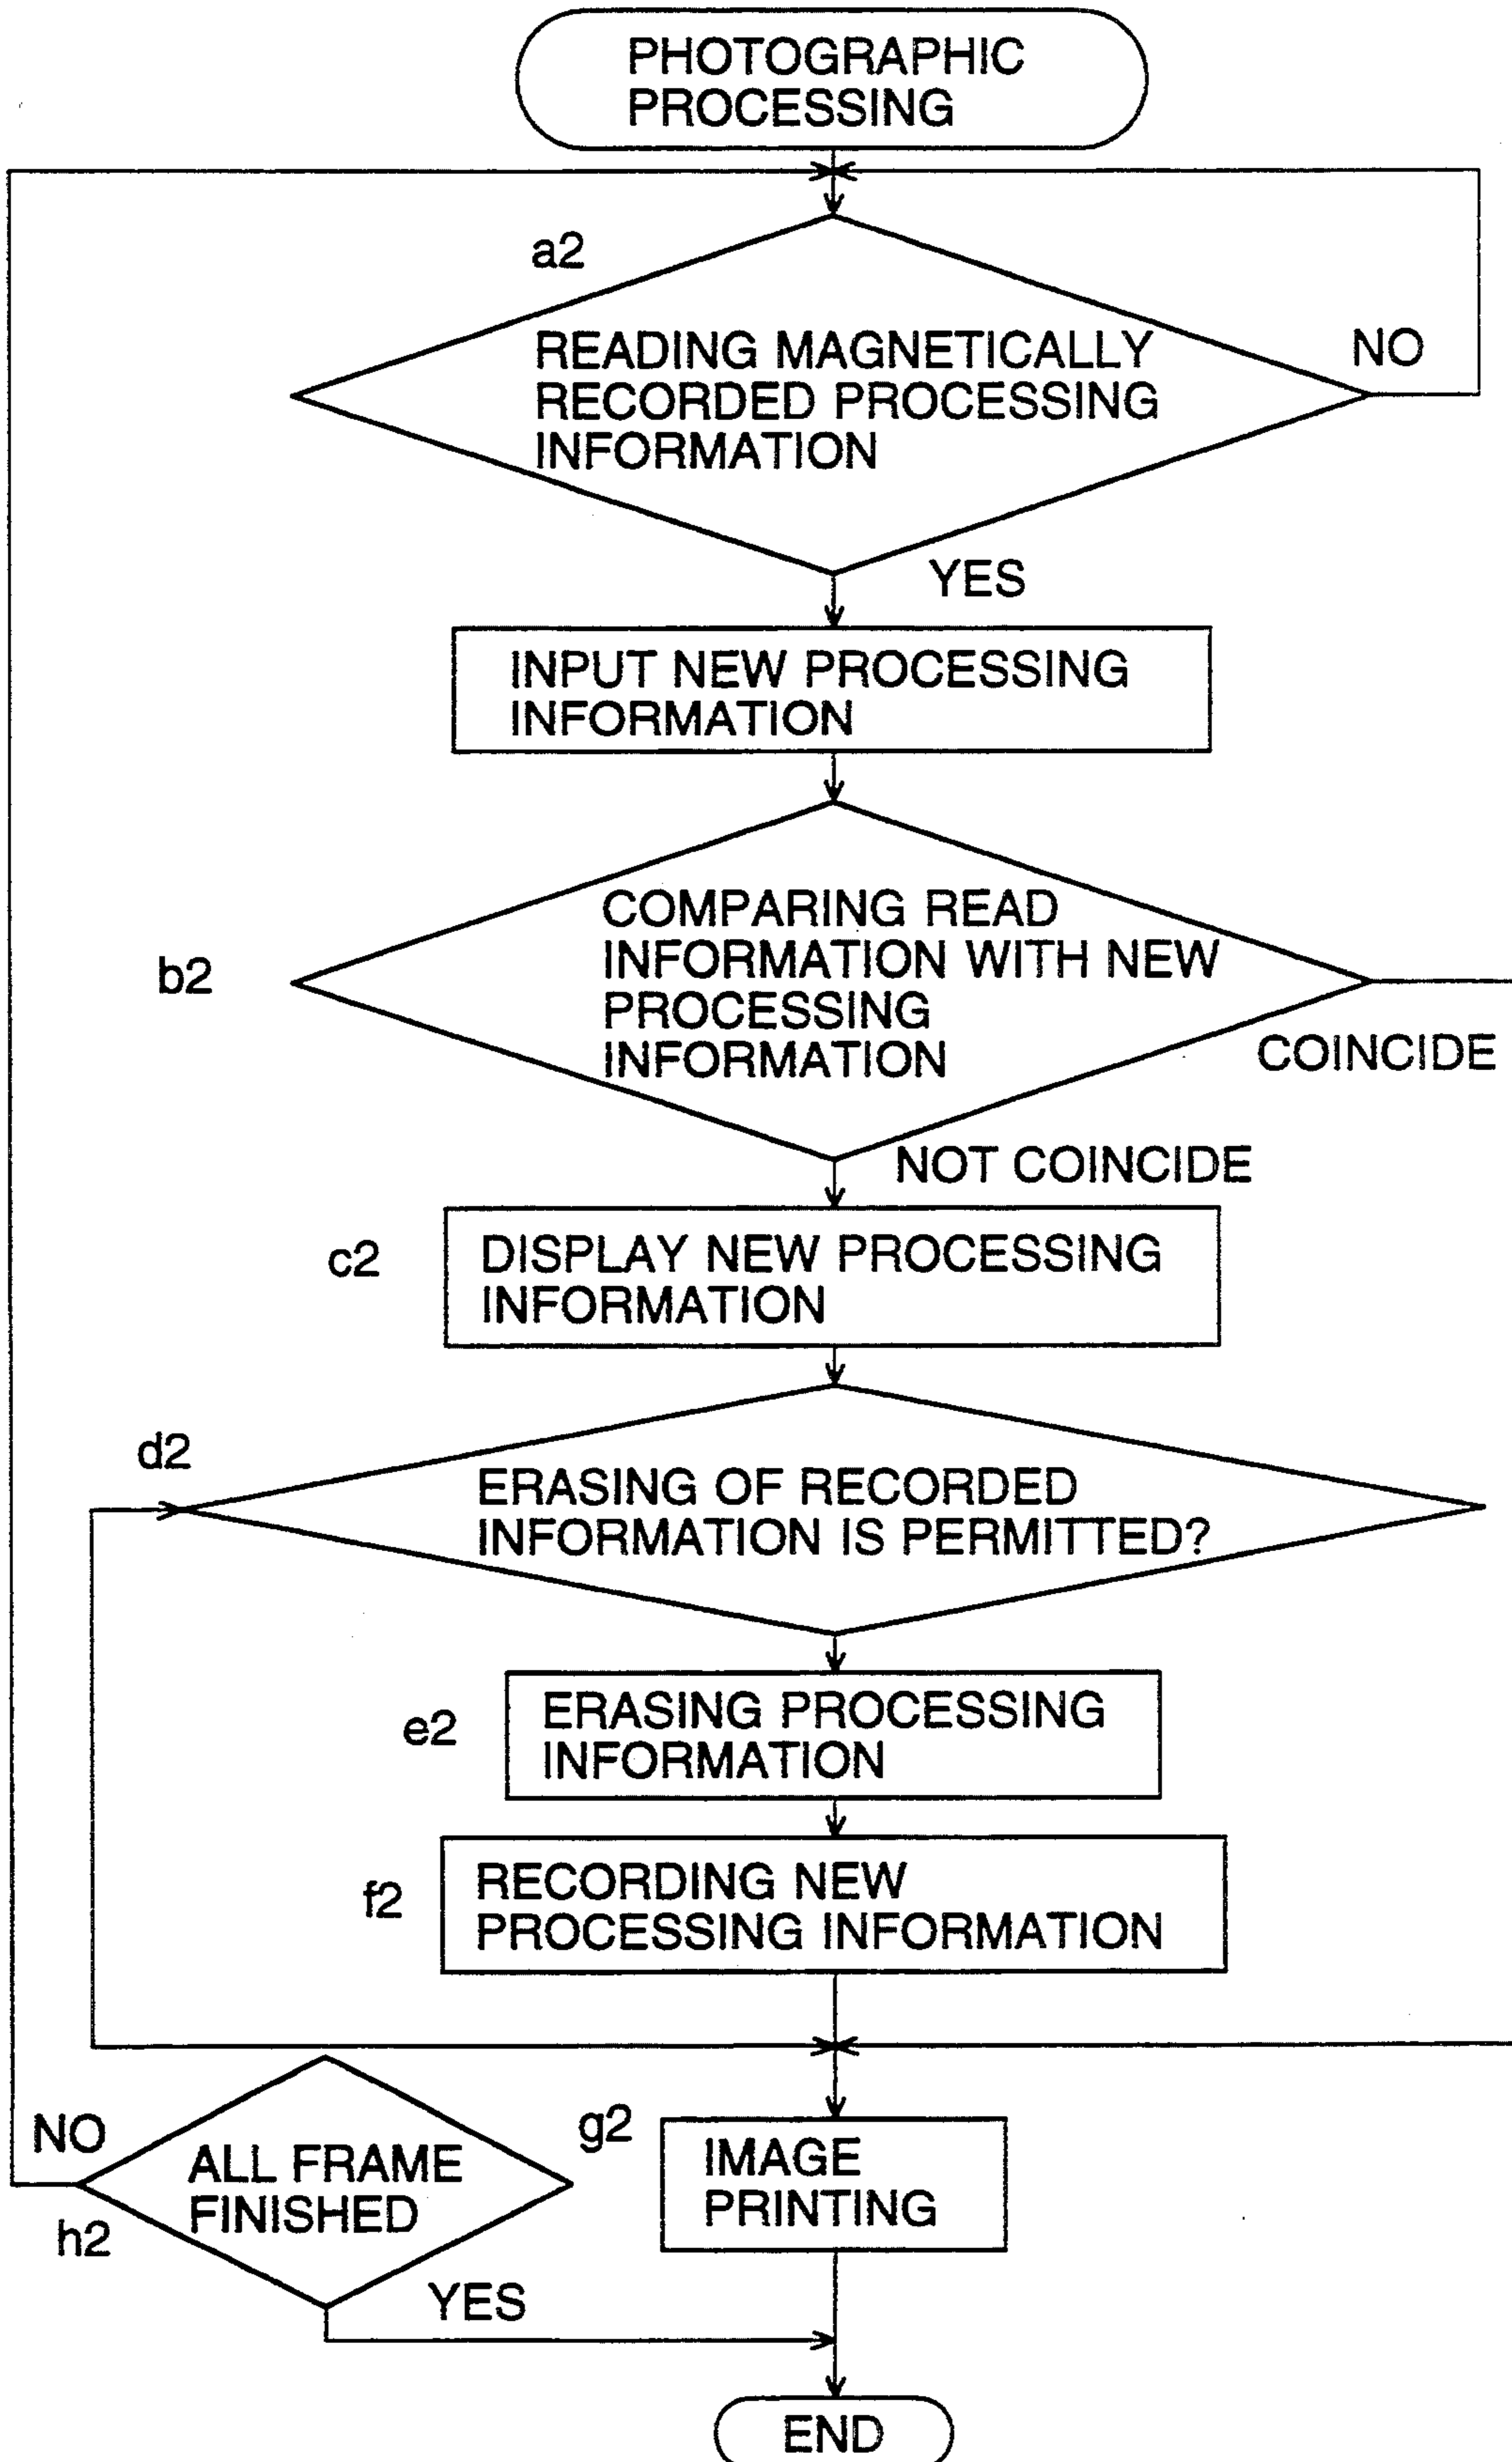 PHOTOGRAPHIC
PROCESSING
a2
READING MAGNETICALLY
RECORDED PROCESSING
INFORMATION
NO
YES
INPUT NEW PROCESSING
INFORMATION
b2
COMPARING READ
INFORMATION WITH NEW
PROCESSING
INFORMATION
COINCIDE
NOT COINCIDE
c2
DISPLAY NEW PROCESSING
INFORMATION
d2
ERASING OF RECORDED
INFORMATION IS PERMITTED?
e2
ERASING PROCESSING
INFORMATION
f2
RECORDING NEW
PROCESSING INFORMATION
NO
ALL FRAME
FINISHED
h2
YES
g2
IMAGE
PRINTING
END